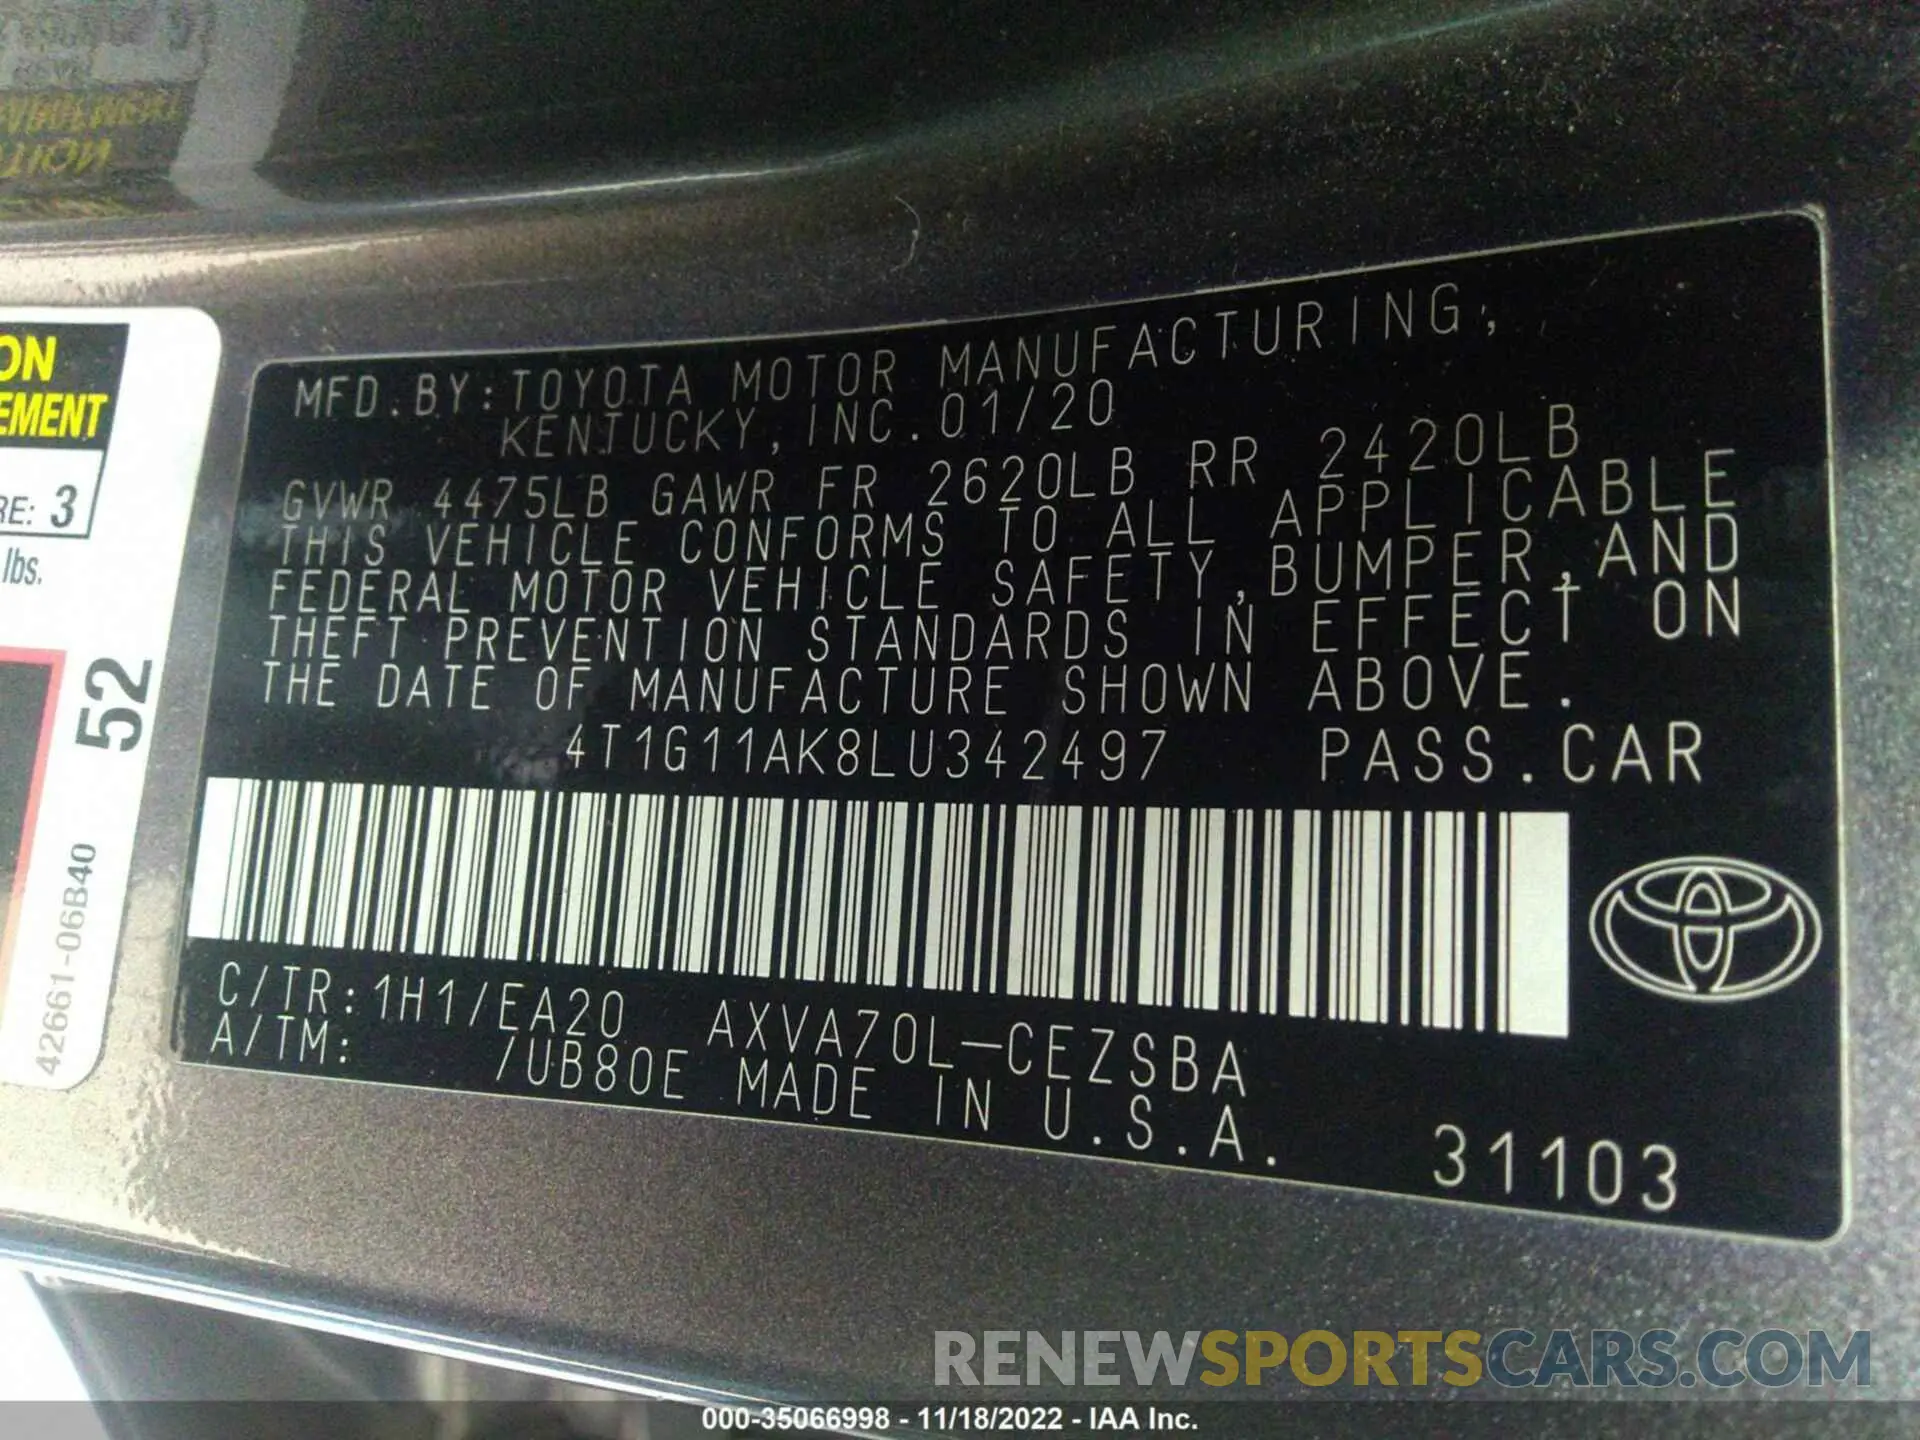 ON
EMENT
RE: 3
lbs.
52
42661-06B40
MFD.BY:TOYOTA MOTOR MANUFACTURING,
KENTUCKY,INC.01/20
GVWR 4475LB GAWR FR 2620LB RR 2420LB
THIS VEHICLE CONFORMS TO ALL APPLICABLE
FEDERAL MOTOR VEHICLE SAFETY,BUMPER,AND
THEFT PREVENTION STANDARDS IN EFFECT ON
THE DATE OF MANUFACTURE SHOWN ABOVE.
4T1G11AK8LU342497 PASS.CAR
C/TR:1H1/EA20 AXVA70L-CEZSBA
A/TM: /UB80E MADE IN U.S.A.
31103
RENEWSPORTSCARS.COM
000-35066998 - 11/18/2022 - IAA Inc.